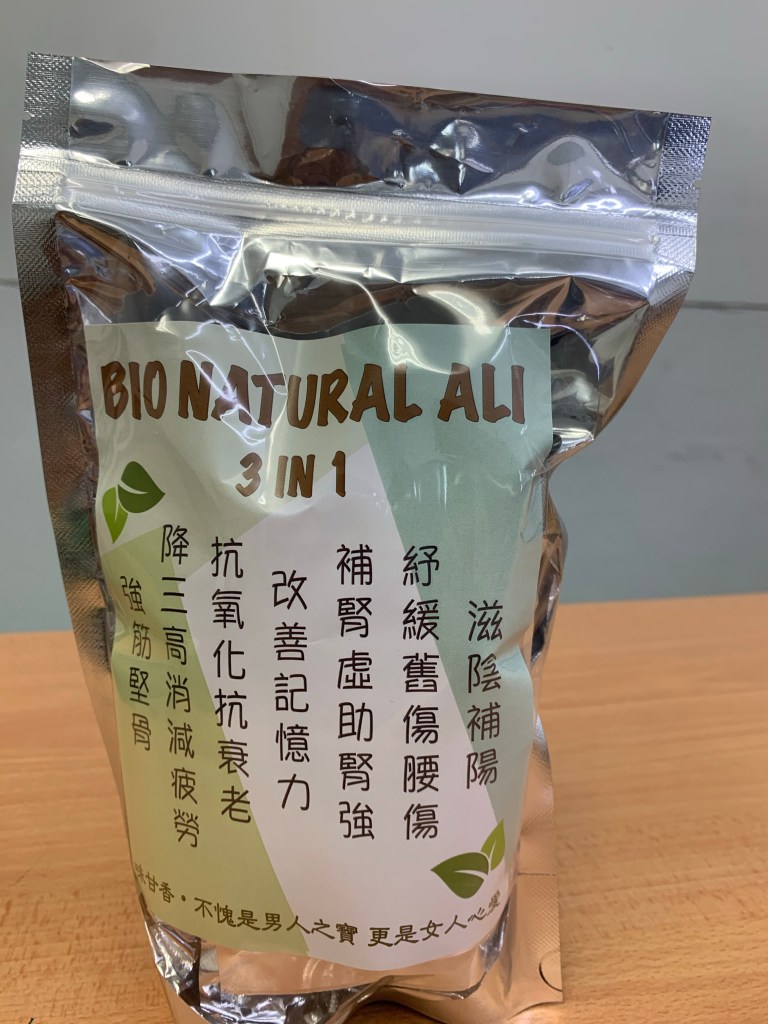 BIO NATURAL ALI
3 IN 1
滋陰補陽
紓緩舊傷腰傷
補腎虛助腎強
改善記憶力
抗氧化抗衰老
降三高消減疲勞
強筋堅骨
味甘香·不愧是男人之寶 更是女人心愛